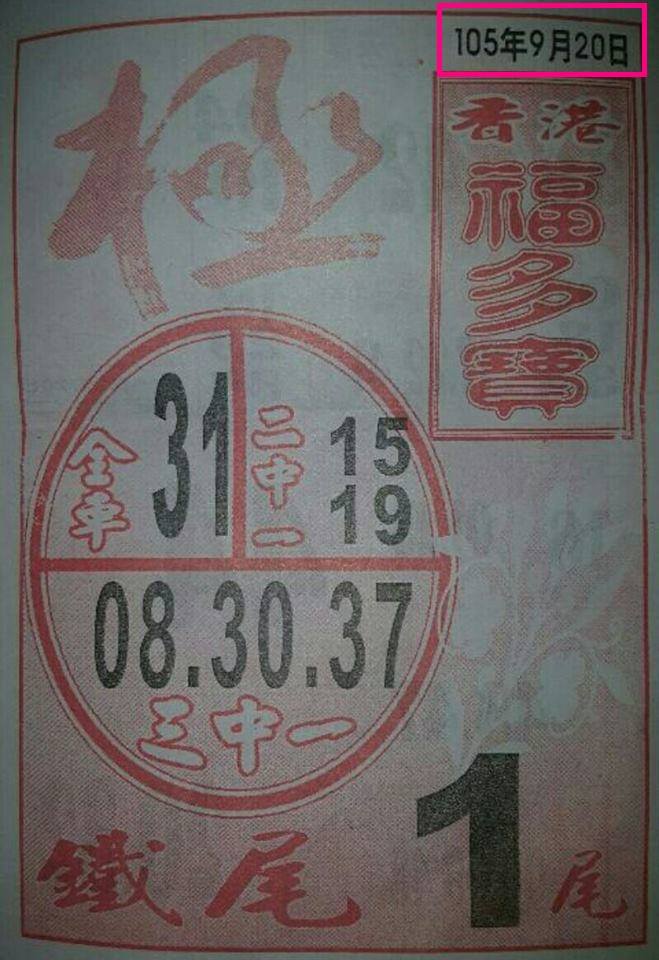 105年9月20日
極
香港
福多寶
全車
31
二中一
15
19
08.30.37
三中一
鐵尾 1 尾